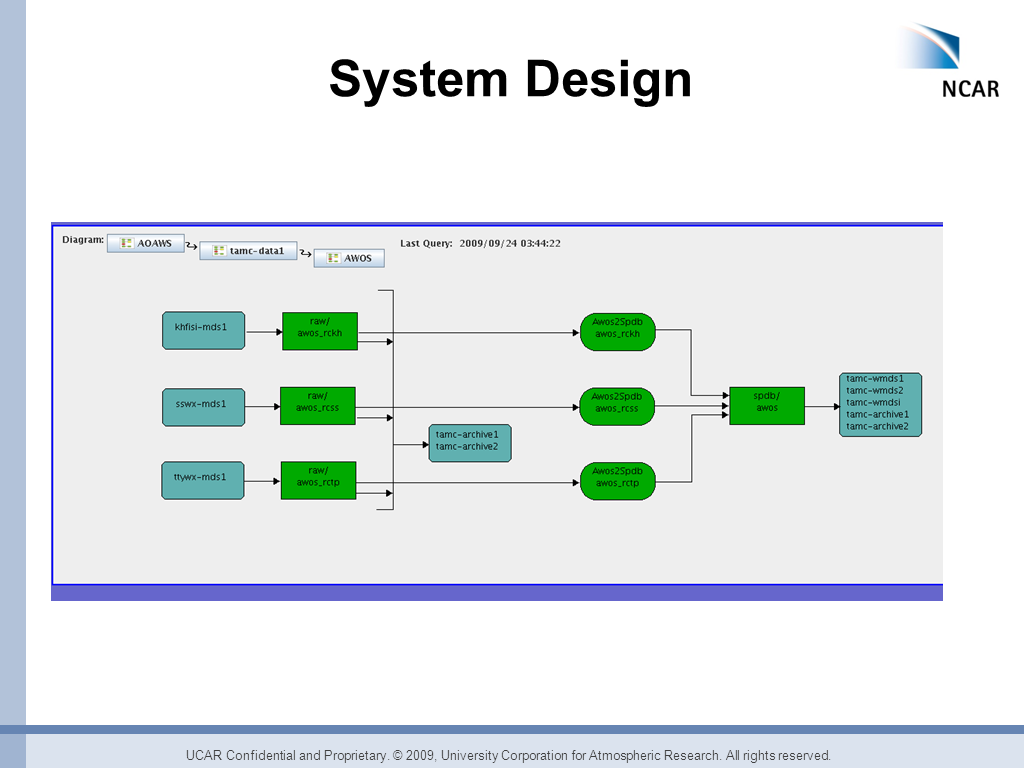 System Design
NCAR
Diagram:
AOAWS
tamc-data1
AWOS
Last Query: 2009/09/24 03:44:22
khfisi-mds1
raw/
awos_rckh
Awos2Spdb
awos_rckh
sswx-mds1
raw/
awos_rcss
Awos2Spdb
awos_rcss
spdb/
awos
tamc-wmds1
tamc-wmds2
tamc-wmdsi
tamc-archive1
tamc-archive2
tamc-archive1
tamc-archive2
ttywx-mds1
raw/
awos_rctp
Awos2Spdb
awos_rctp
UCAR Confidential and Proprietary. © 2009, University Corporation for Atmospheric Research. All rights reserved.